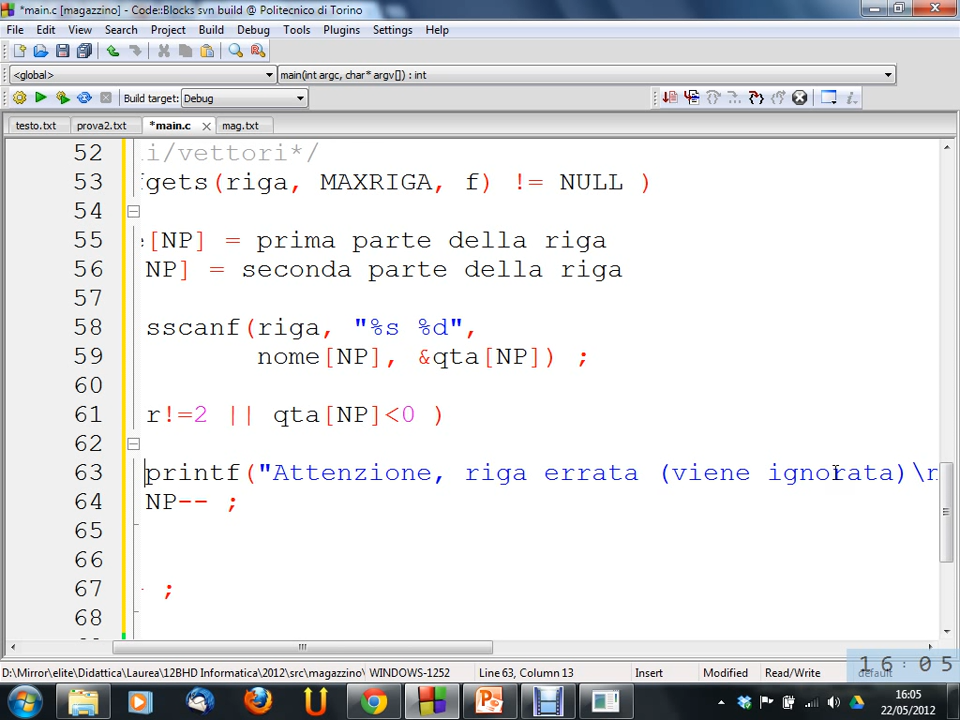 *main.c [magazzino] - Code::Blocks svn build @ Politecnico di Torino
File Edit View Search Project Build Debug Tools Plugins Settings Help
<global> main(int argc, char* argv[]) : int
Build target: Debug
testo.txt prova2.txt *main.c mag.txt
52 i/vettori*/
53 gets(riga, MAXRIGA, f) != NULL )
54
55 [NP] = prima parte della riga
56 NP] = seconda parte della riga
57
58 sscanf(riga, "%s %d",
59 nome[NP], &qta[NP]) ;
60
61 r!=2 || qta[NP]<0 )
62
63 printf("Attenzione, riga errata (viene ignorata)\n
64 NP-- ;
65
66
67 ;
68
D:\Mirror\elite\Didattica\Laurea\12BHD Informatica\2012\src\magazzino\ WINDOWS-1252 Line 63, Column 13 Insert Modified Read/Write default
16:05
16:05
22/05/2012